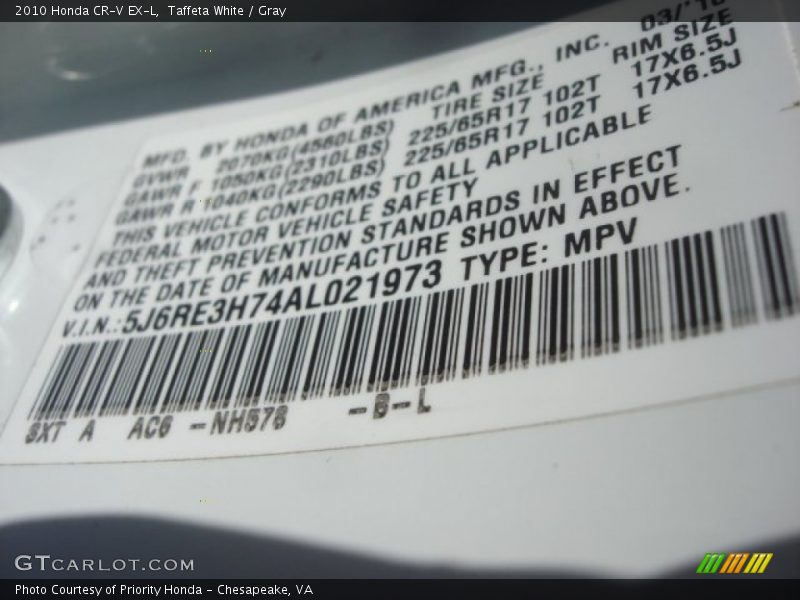 2010 Honda CR-V EX-L, Taffeta White / Gray
MFD. BY HONDA OF AMERICA MFG., INC. 03/'10
GVWR 2070KG(4560LBS) TIRE SIZE RIM SIZE
GAWR F 1050KG(2310LBS) 225/65R17 102T 17X6.5J
GAWR R 1040KG(2290LBS) 225/65R17 102T 17X6.5J
THIS VEHICLE CONFORMS TO ALL APPLICABLE
FEDERAL MOTOR VEHICLE SAFETY
AND THEFT PREVENTION STANDARDS IN EFFECT
ON THE DATE OF MANUFACTURE SHOWN ABOVE.
V.I.N.:5J6RE3H74AL021973 TYPE: MPV
SXT A AC6 -NH578 -B-L
GTCARLOT.COM
Photo Courtesy of Priority Honda - Chesapeake, VA